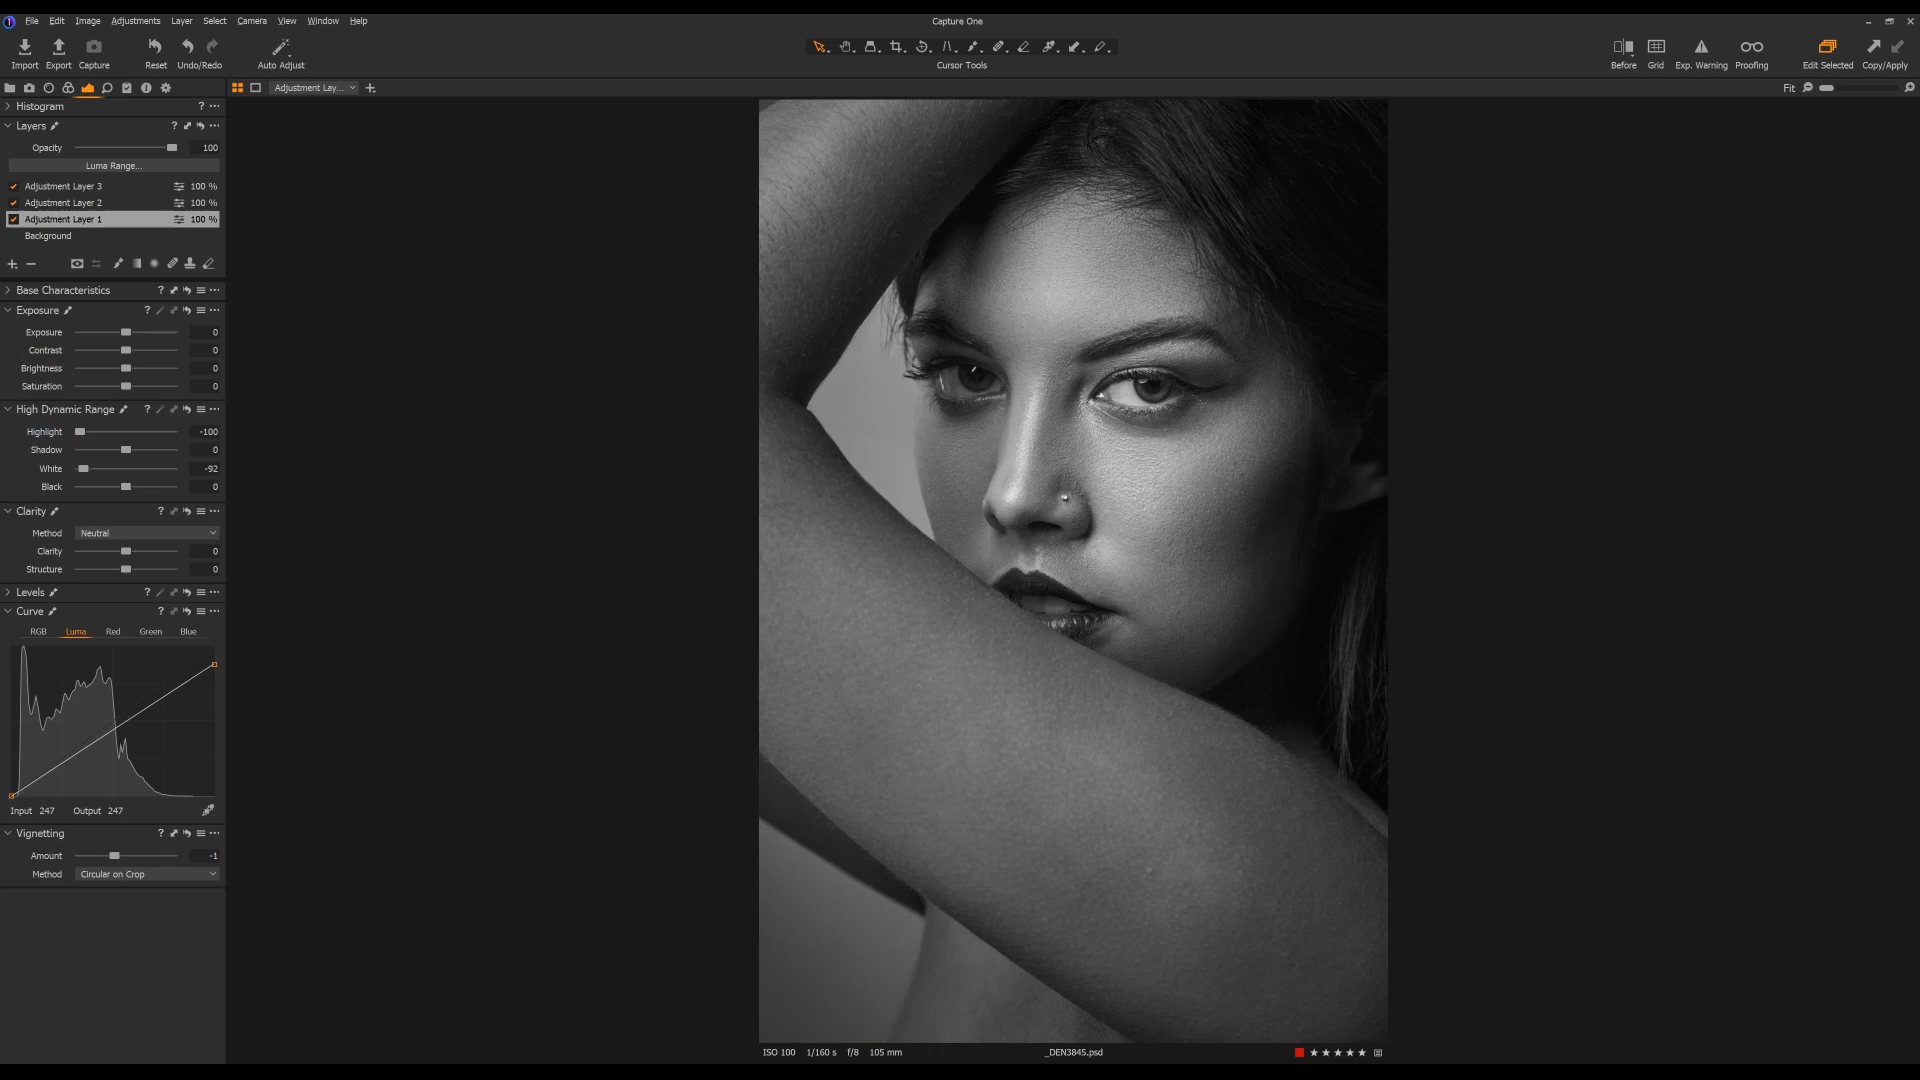 File Edit Image Adjustments Layer Select Camera View Window Help
Capture One
Import Export Capture Reset Undo/Redo Auto Adjust
Cursor Tools
Before Grid Exp. Warning Proofing Edit Selected Copy/Apply
Adjustment Lay...
Fit
Histogram ? ...
Layers ? ...
Opacity 100
Luma Range...
Adjustment Layer 3 100 %
Adjustment Layer 2 100 %
Adjustment Layer 1 100 %
Background
Base Characteristics ? ...
Exposure ? ...
Exposure 0
Contrast 0
Brightness 0
Saturation 0
High Dynamic Range ? ...
Highlight -100
Shadow 0
White -92
Black 0
Clarity ? ...
Method Neutral
Clarity 0
Structure 0
Levels ? ...
Curve ? ...
RGB Luma Red Green Blue
Input 247 Output 247
Vignetting ? ...
Amount -1
Method Circular on Crop
ISO 100 1/160 s f/8 105 mm
_DEN3845.psd